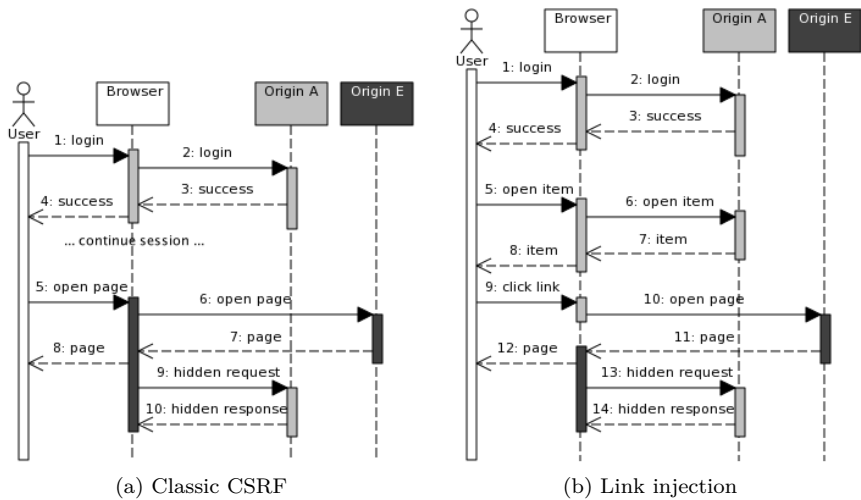 Browser
Origin A
Origin E
User
1: login
2: login
3: success
4: success
... continue session ...
5: open page
6: open page
7: page
8: page
9: hidden request
10: hidden response
(a) Classic CSRF
Browser
Origin A
Origin E
User
1: login
2: login
3: success
4: success
5: open item
6: open item
7: item
8: item
9: click link
10: open page
11: page
12: page
13: hidden request
14: hidden response
(b) Link injection